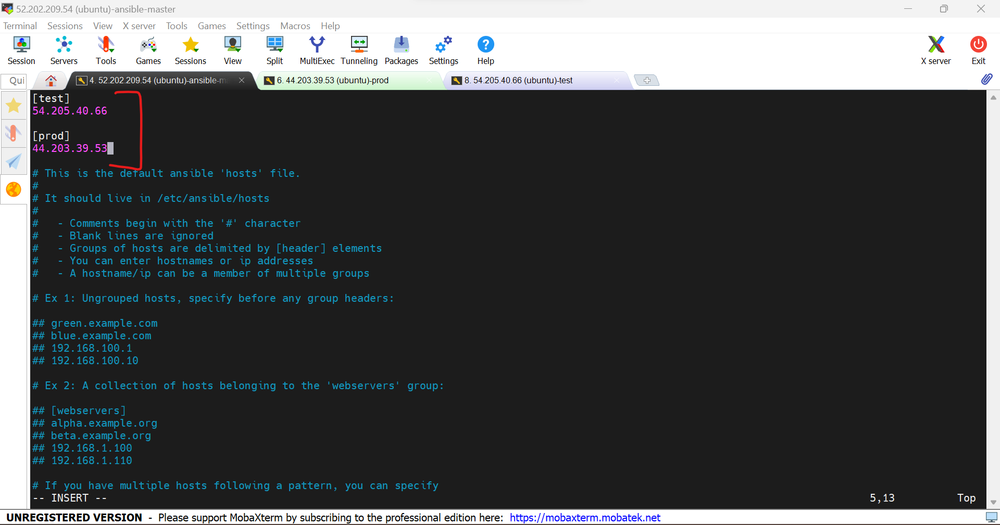 52.202.209.54 (ubuntu)-ansible-master
Terminal Sessions View X server Tools Games Settings Macros Help
Session Servers Tools Games Sessions View Split MultiExec Tunneling Packages Settings Help X server Exit
Qui 4. 52.202.209.54 (ubuntu)-ansible-ma 6. 44.203.39.53 (ubuntu)-prod 8. 54.205.40.66 (ubuntu)-test
[test]
54.205.40.66
[prod]
44.203.39.53
# This is the default ansible 'hosts' file.
#
# It should live in /etc/ansible/hosts
#
#   - Comments begin with the '#' character
#   - Blank lines are ignored
#   - Groups of hosts are delimited by [header] elements
#   - You can enter hostnames or ip addresses
#   - A hostname/ip can be a member of multiple groups
# Ex 1: Ungrouped hosts, specify before any group headers:
## green.example.com
## blue.example.com
## 192.168.100.1
## 192.168.100.10
# Ex 2: A collection of hosts belonging to the 'webservers' group:
## [webservers]
## alpha.example.org
## beta.example.org
## 192.168.1.100
## 192.168.1.110
# If you have multiple hosts following a pattern, you can specify
-- INSERT -- 5,13 Top
UNREGISTERED VERSION - Please support MobaXterm by subscribing to the professional edition here: https://mobaxterm.mobatek.net